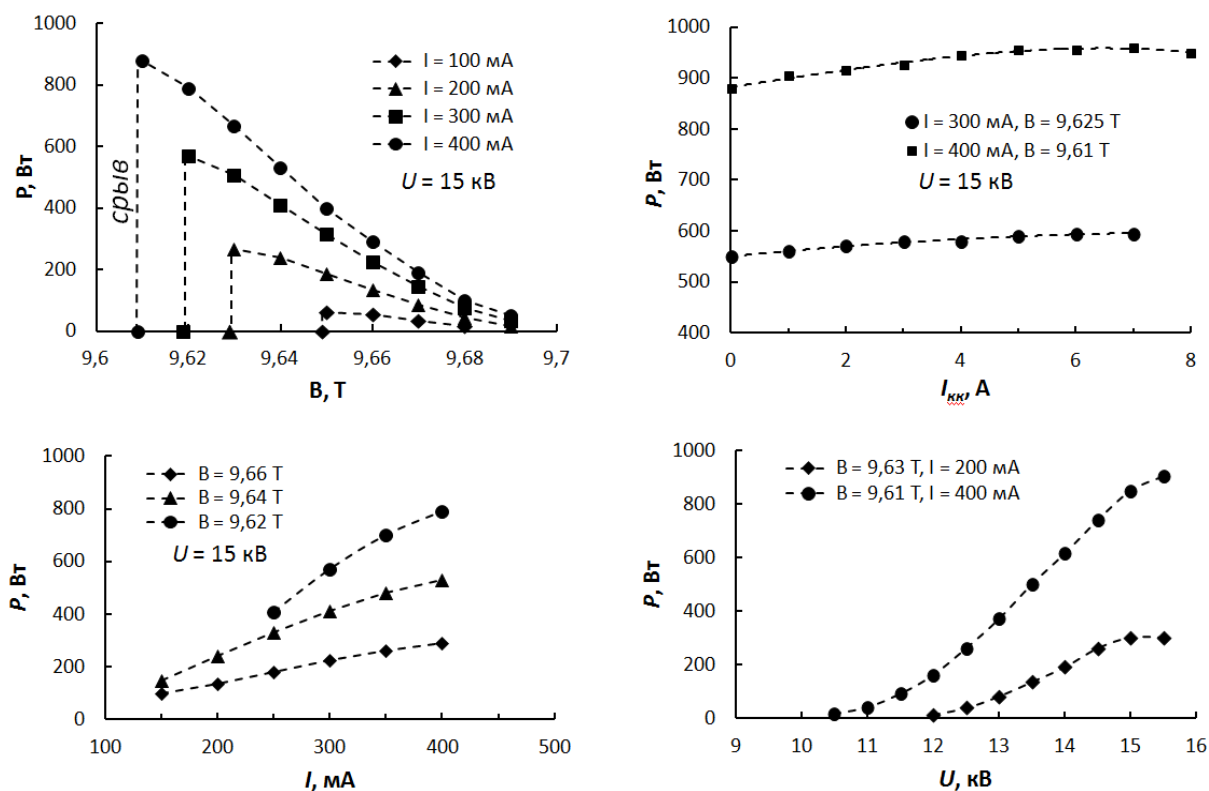 1000
800
600
400
200
0
P, Вт
срыв
I = 100 мА
I = 200 мА
I = 300 мА
I = 400 мА
U = 15 кВ
9,6
9,62
9,64
9,66
9,68
9,7
B, T
1000
900
800
700
600
500
400
P, Вт
I = 300 мА, B = 9,625 T
I = 400 мА, B = 9,61 T
U = 15 кВ
0
2
4
6
8
Iкк, А
1000
800
600
400
200
0
P, Вт
B = 9,66 T
B = 9,64 T
B = 9,62 T
U = 15 кВ
100
200
300
400
500
I, мА
1000
800
600
400
200
0
P, Вт
B = 9,63 T, I = 200 мА
B = 9,61 T, I = 400 мА
9
10
11
12
13
14
15
16
U, кВ